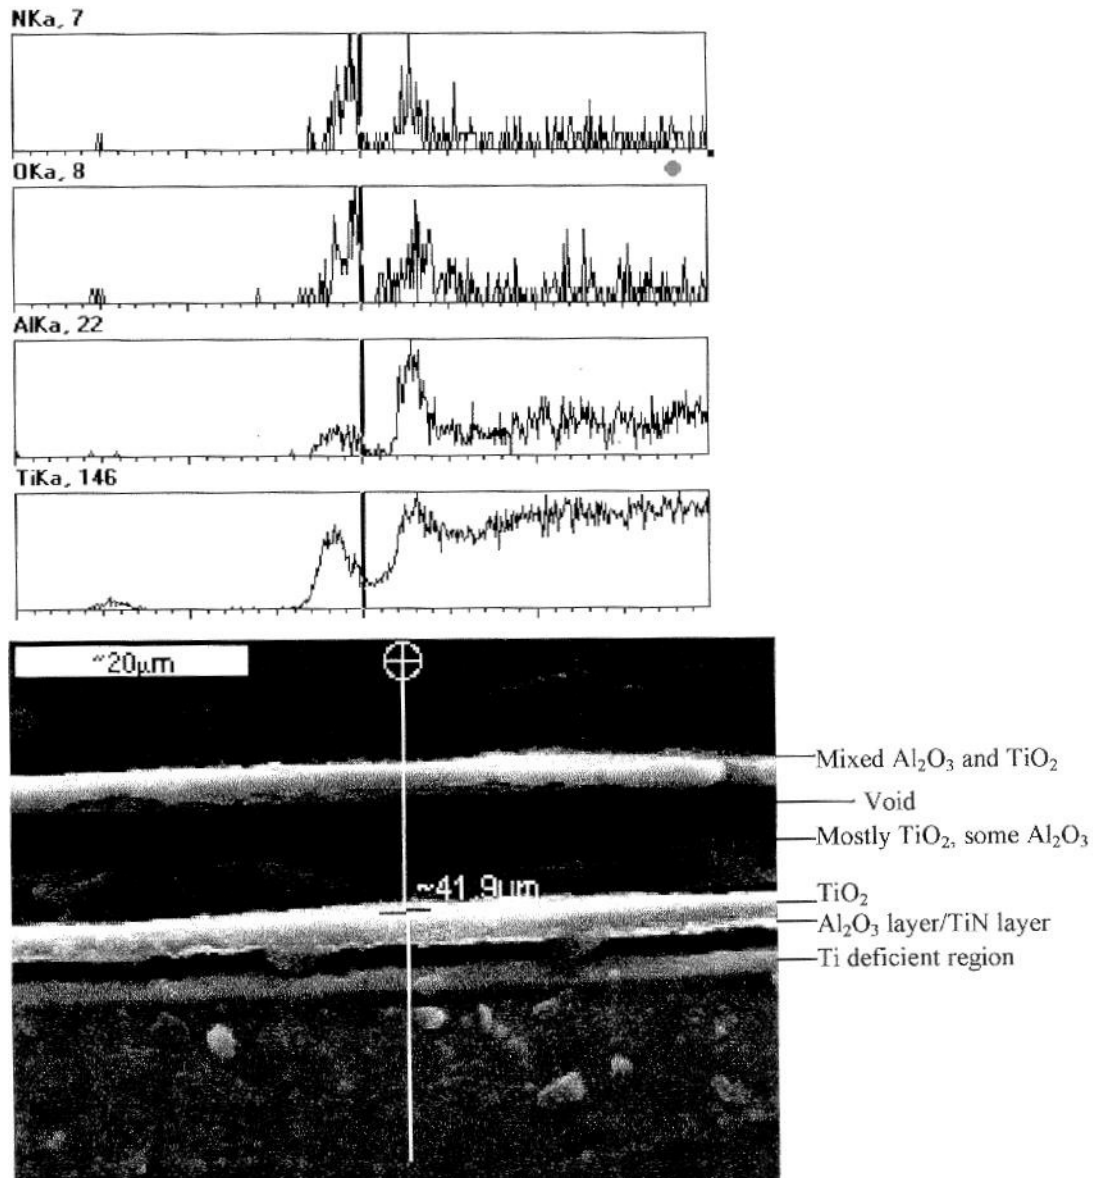 NKa, 7
OKa, 8
AlKa, 22
TiKa, 146
~20µm
Mixed Al₂O₃ and TiO₂
Void
Mostly TiO₂, some Al₂O₃
~41.9µm
TiO₂
Al₂O₃ layer/TiN layer
Ti deficient region